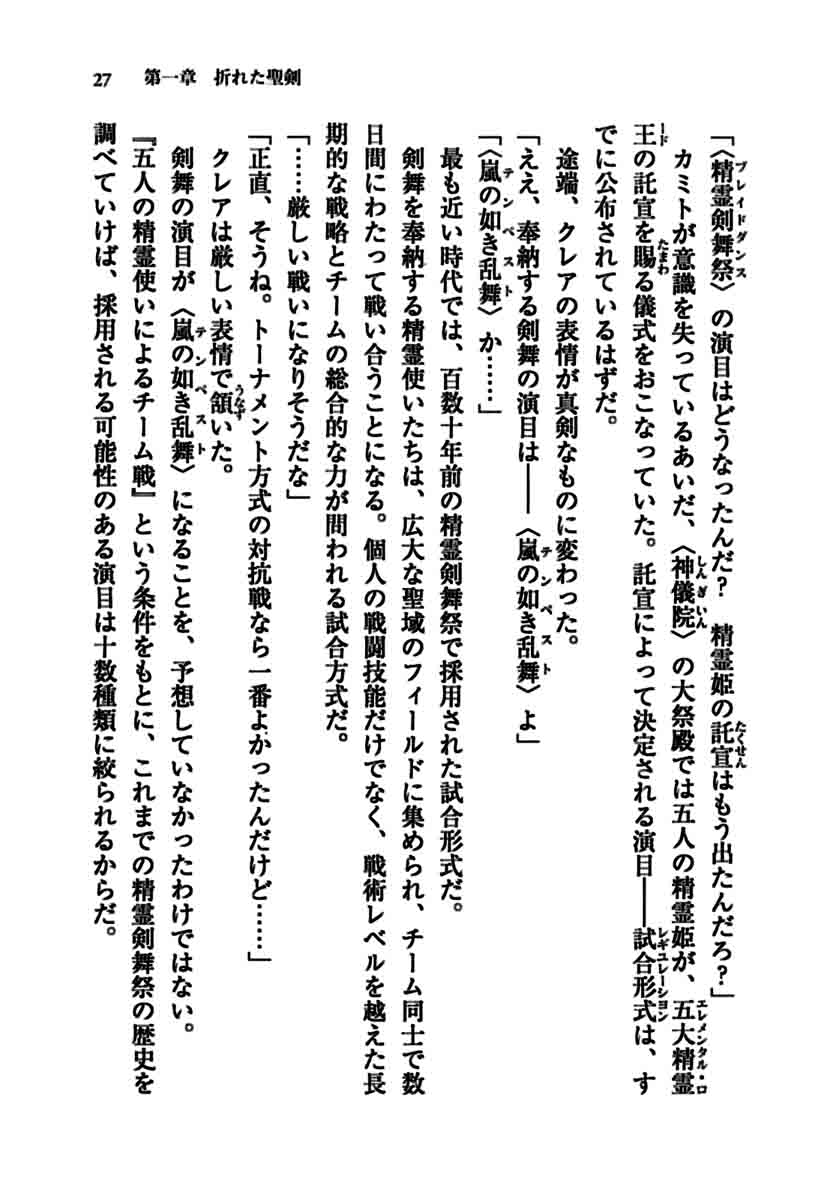 27　第一章　折れた聖剣
「〈精霊剣舞祭〉の演目はどうなったんだ？　精霊姫の託宣はもう出たんだろ？」
　カミトが意識を失っているあいだ、〈神儀院〉の大祭殿では五人の精霊姫が、五大精霊
王の託宣を賜る儀式をおこなっていた。託宣によって決定される演目――試合形式は、す
でに公布されているはずだ。
　途端、クレアの表情が真剣なものに変わった。
「ええ、奉納する剣舞の演目は――〈嵐の如き乱舞〉よ」
「〈嵐の如き乱舞〉か……」
　最も近い時代では、百数十年前の精霊剣舞祭で採用された試合形式だ。
　剣舞を奉納する精霊使いたちは、広大な聖域のフィールドに集められ、チーム同士で数
日間にわたって戦い合うことになる。個人の戦闘技能だけでなく、戦術レベルを越えた長
期的な戦略とチームの総合的な力が問われる試合方式だ。
「……厳しい戦いになりそうだな」
「正直、そうね。トーナメント方式の対抗戦なら一番よかったんだけど……」
　クレアは厳しい表情で頷いた。
　剣舞の演目が〈嵐の如き乱舞〉になることを、予想していなかったわけではない。
『五人の精霊使いによるチーム戦』という条件をもとに、これまでの精霊剣舞祭の歴史を
調べていけば、採用される可能性のある演目は十数種類に絞られるからだ。